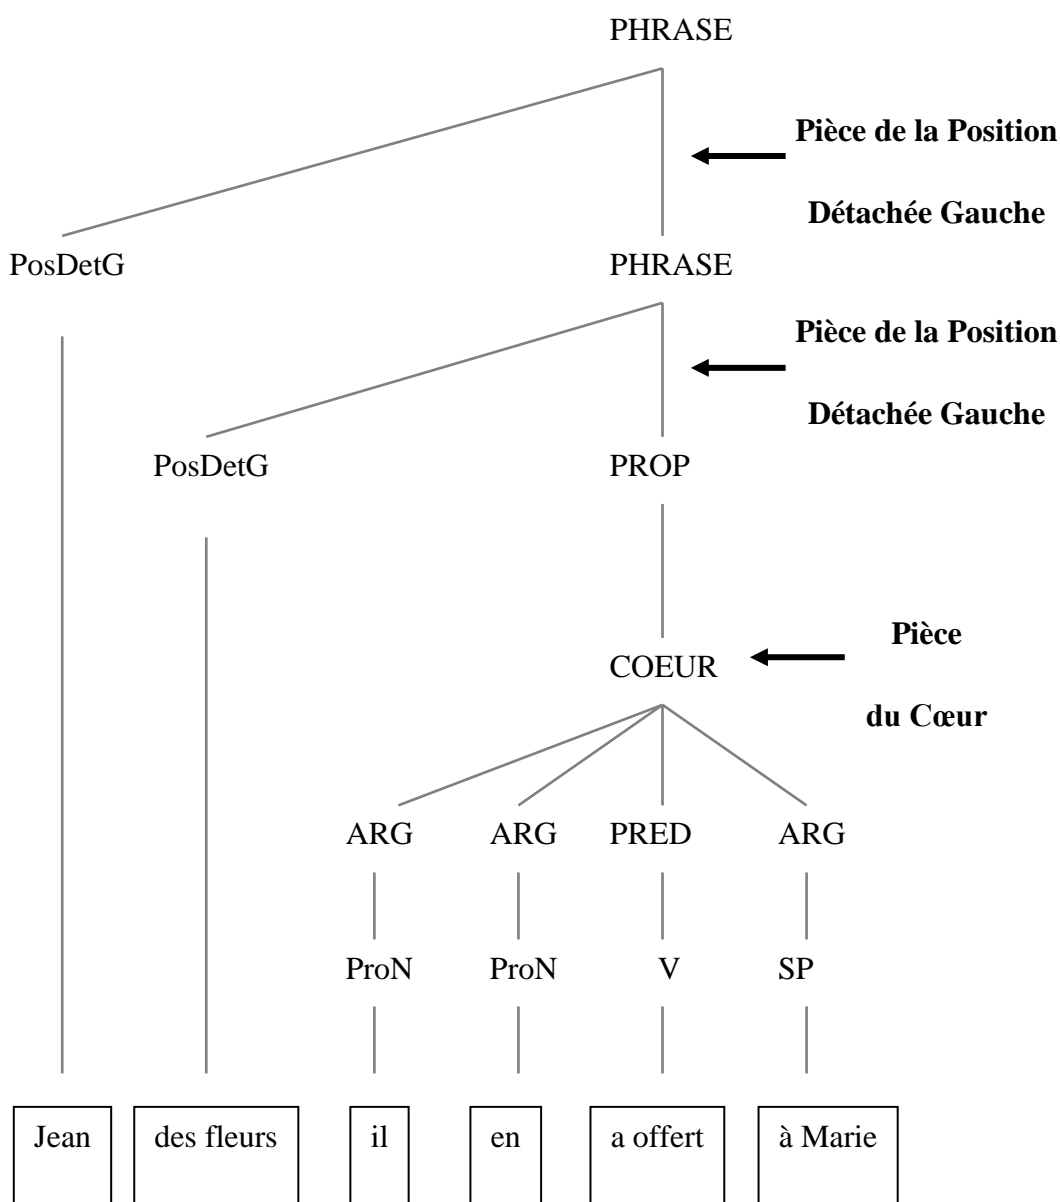 PHRASE
Pièce de la Position
Détachée Gauche
PosDetG PHRASE
Pièce de la Position
Détachée Gauche
PosDetG PROP
Pièce
COEUR
du Cœur
ARG ARG PRED ARG
ProN ProN V SP
Jean des fleurs il en a offert à Marie